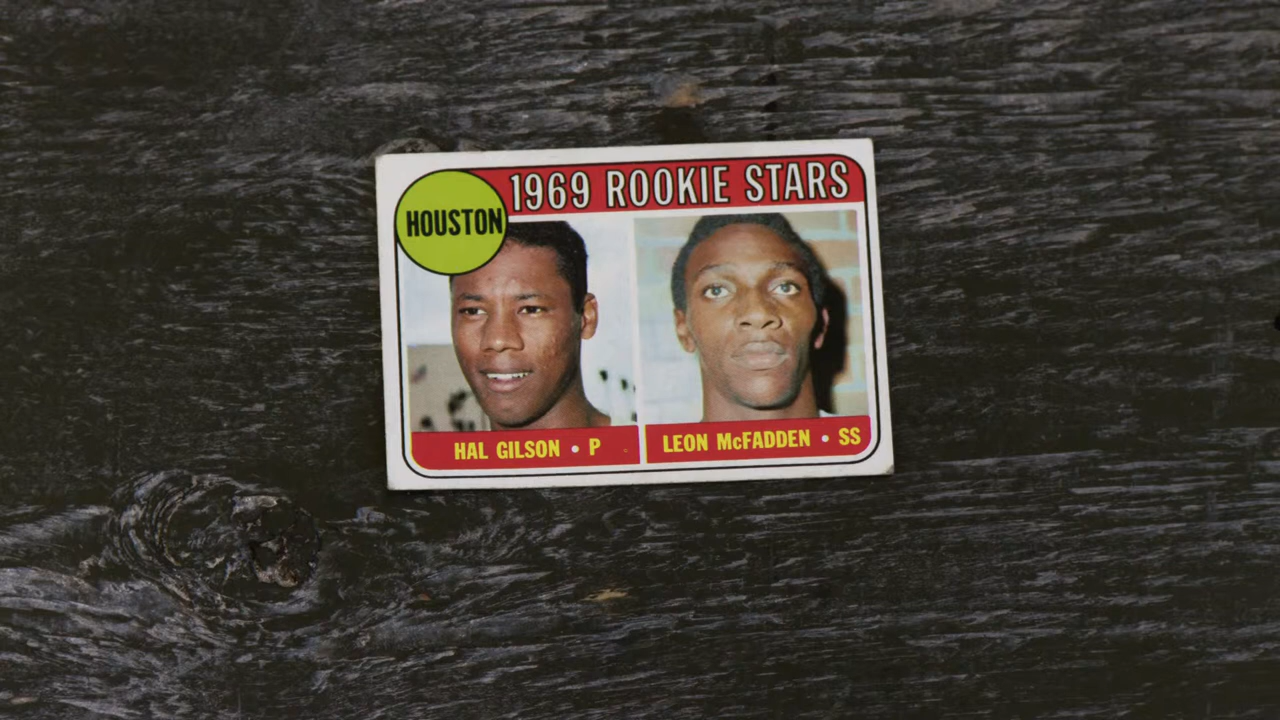 1969 ROOKIE STARS
HOUSTON
HAL GILSON • P
LEON McFADDEN • SS